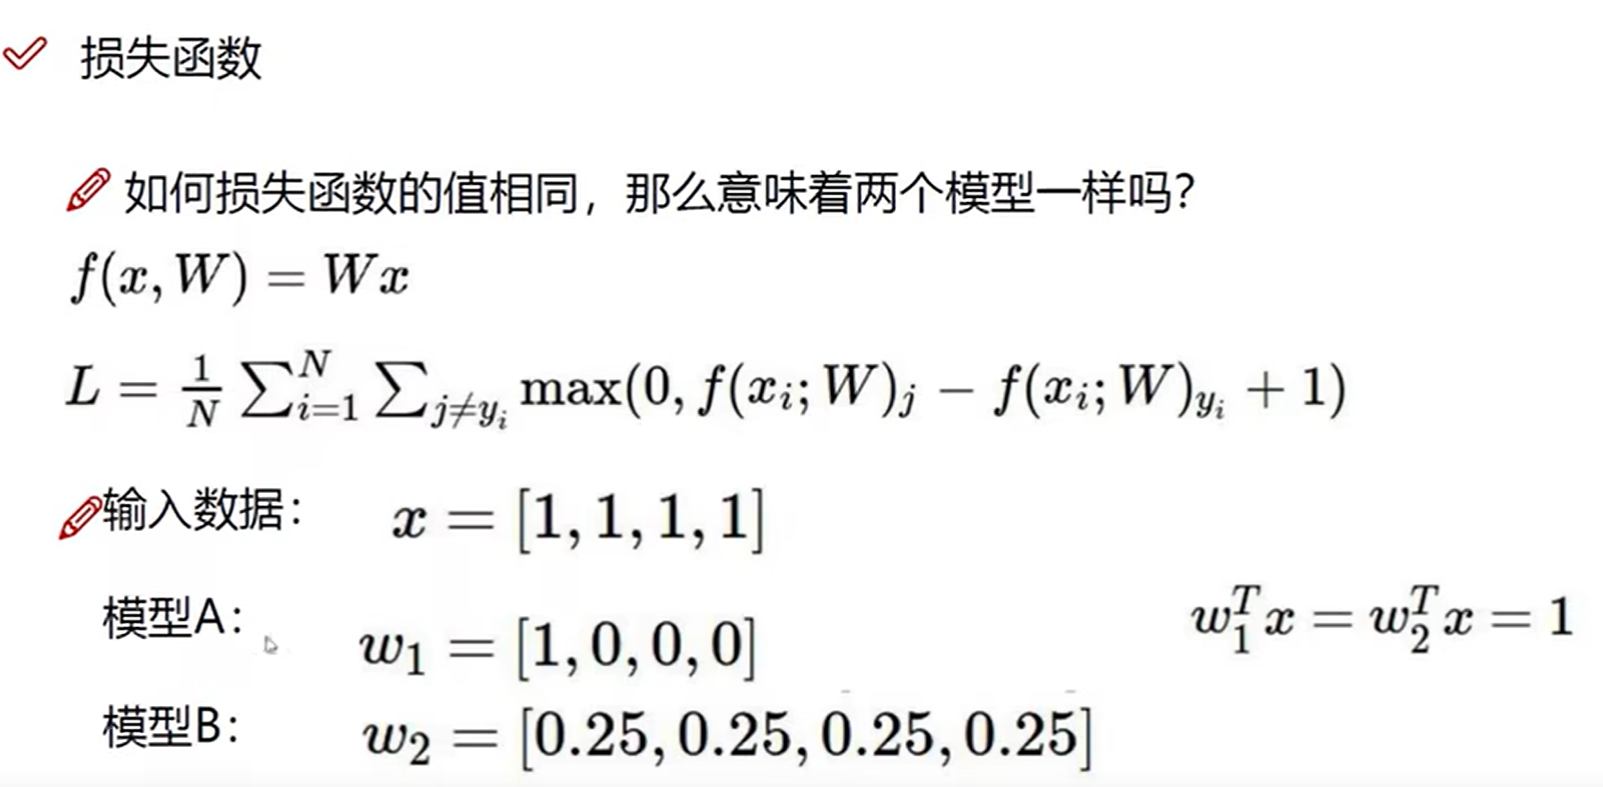 损失函数
如何损失函数的值相同，那么意味着两个模型一样吗？
f(x, W) = Wx
L = \frac{1}{N} \sum_{i=1}^{N} \sum_{j \neq y_i} \max(0, f(x_i; W)_j − f(x_i; W)_{y_i} + 1)
输入数据： x = [1, 1, 1, 1]
模型A： w_1 = [1, 0, 0, 0]
w_1^T x = w_2^T x = 1
模型B： w_2 = [0.25, 0.25, 0.25, 0.25]